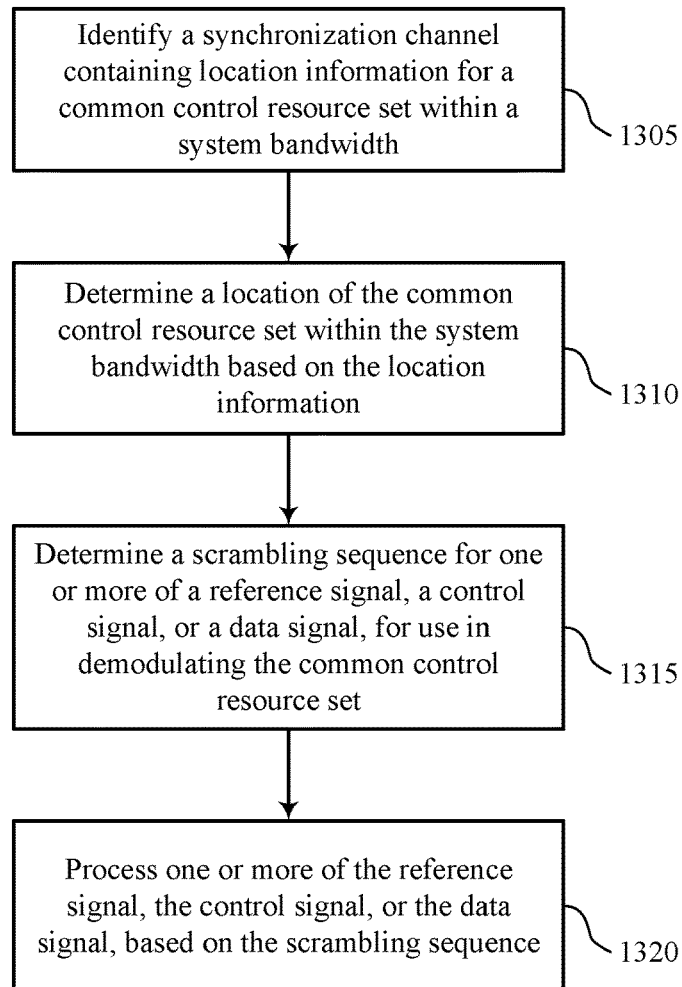 Identify a synchronization channel
containing location information for a
common control resource set within a
system bandwidth
1305
Determine a location of the common
control resource set within the system
bandwidth based on the location
information
1310
Determine a scrambling sequence for one
or more of a reference signal, a control
signal, or a data signal, for use in
demodulating the common control
resource set
1315
Process one or more of the reference
signal, the control signal, or the data
signal, based on the scrambling sequence
1320